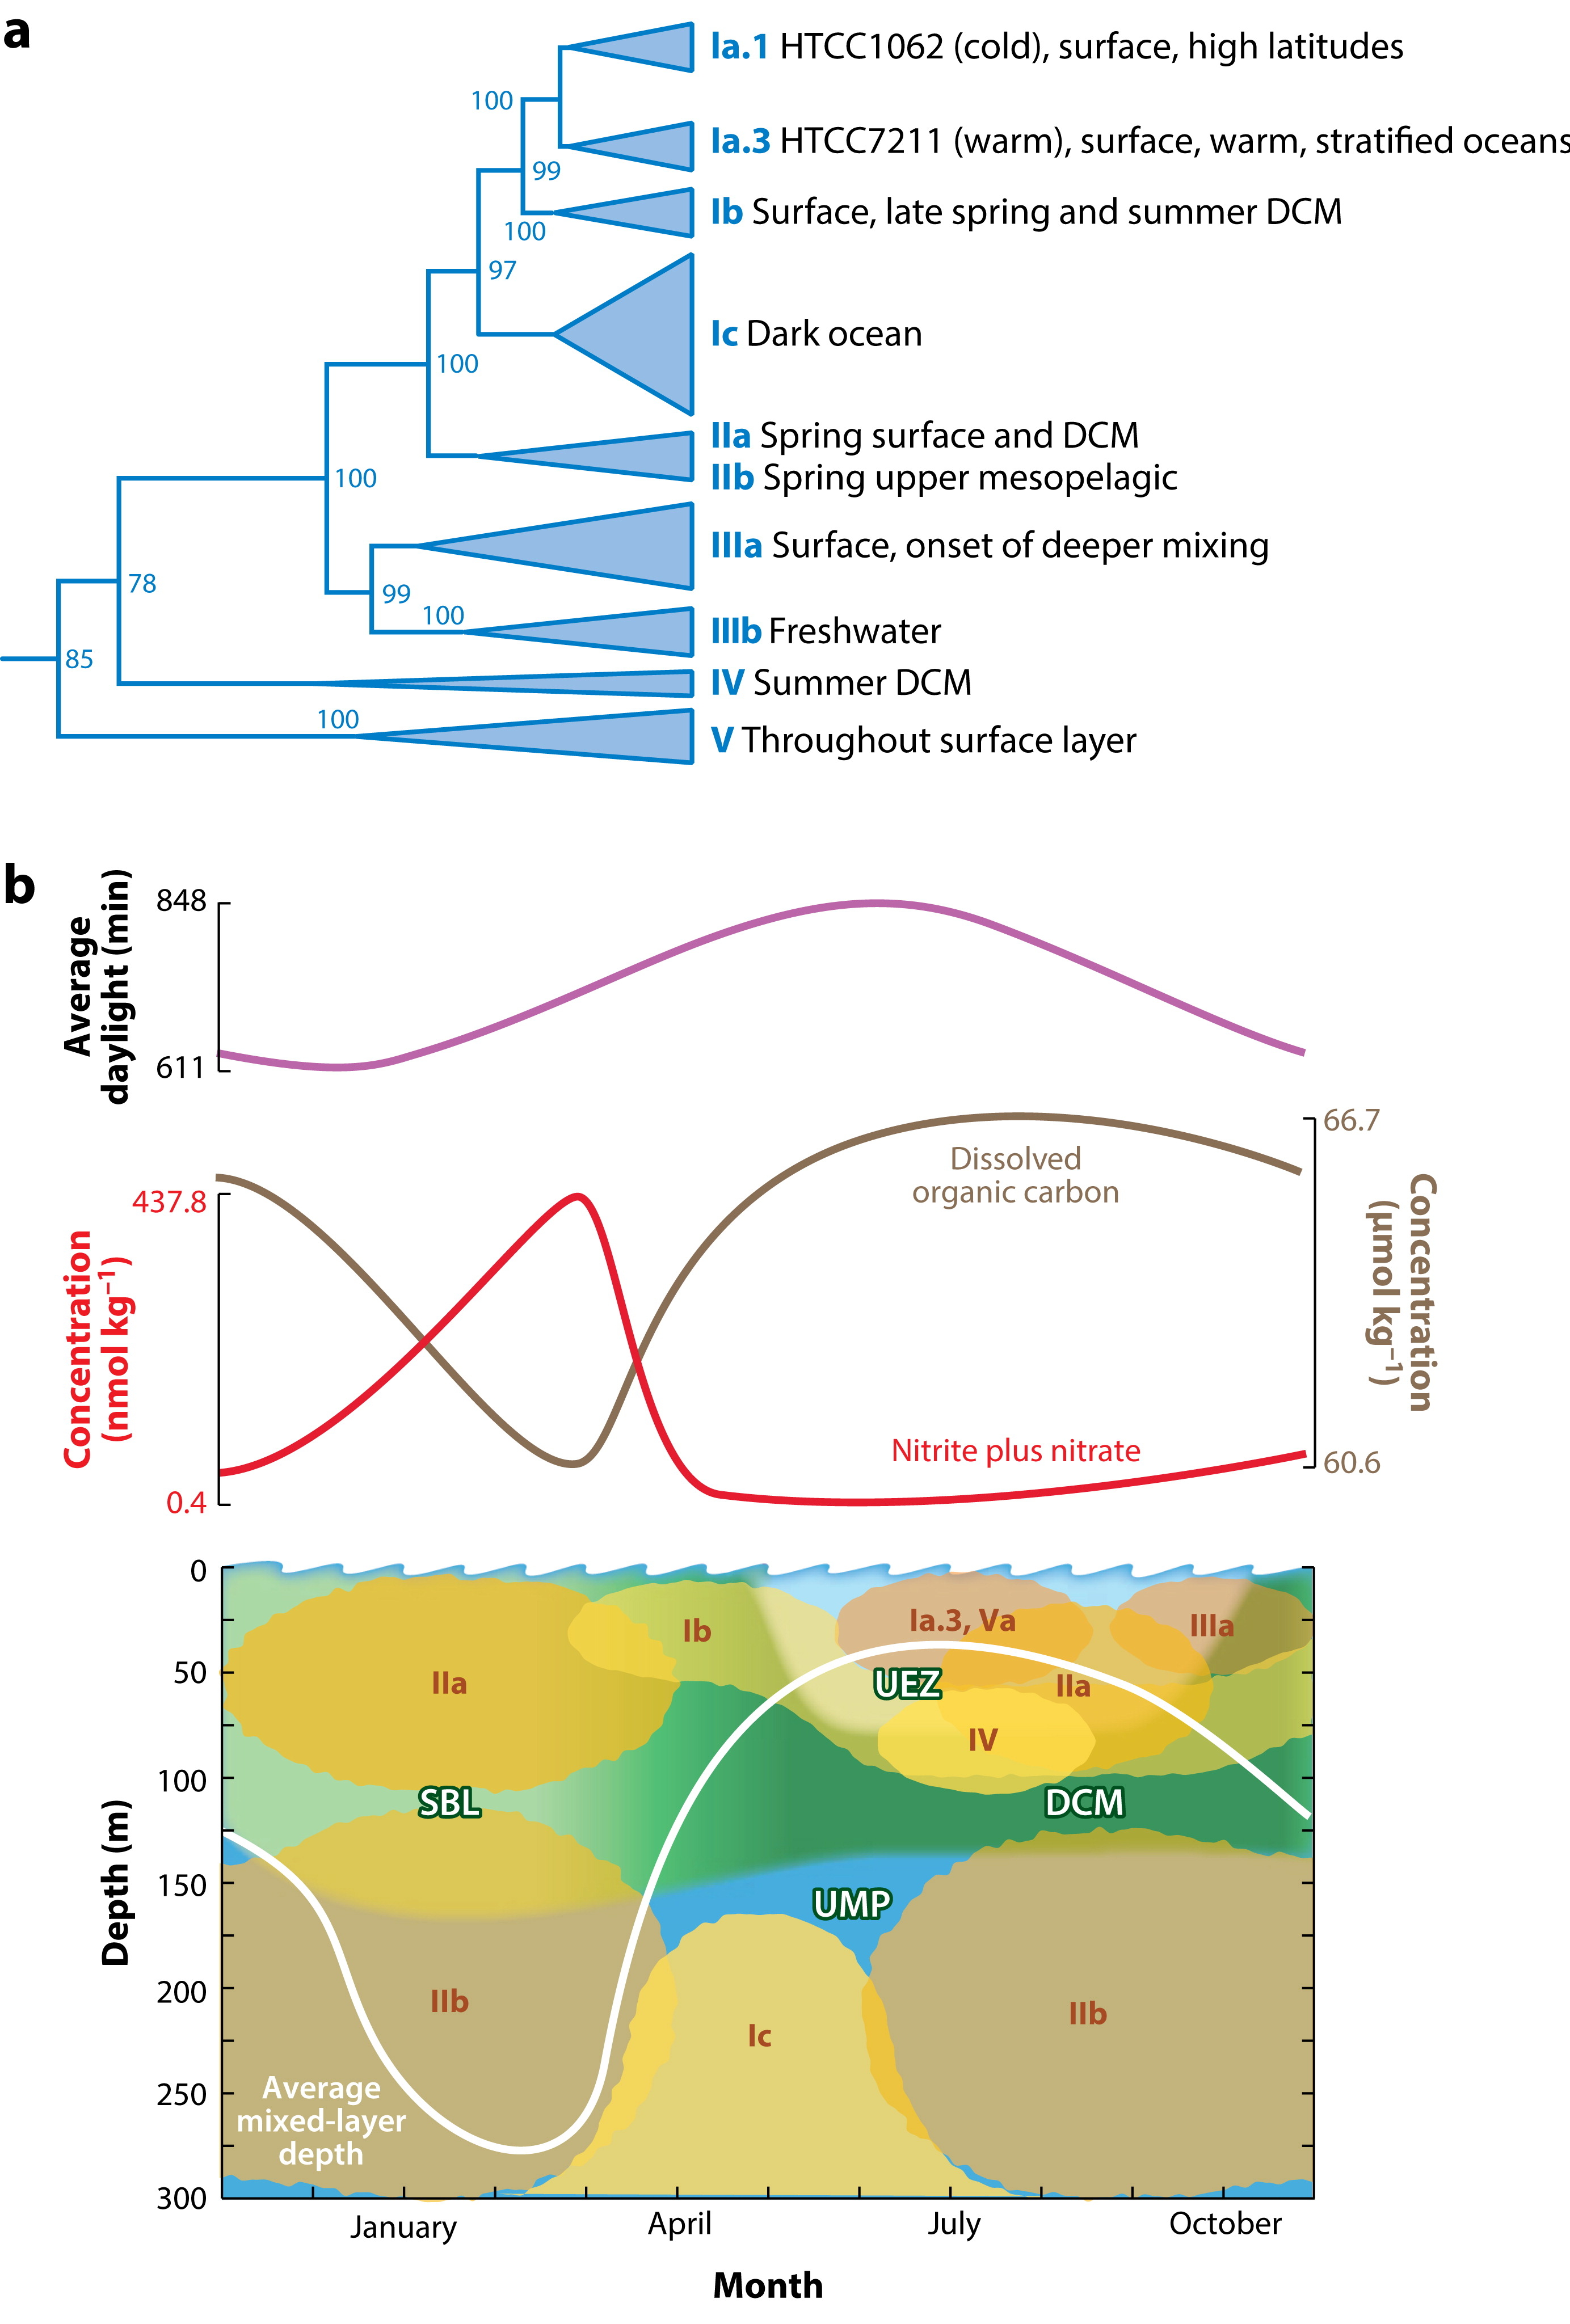 a
Ia.1 HTCC1062 (cold), surface, high latitudes
100
Ia.3 HTCC7211 (warm), surface, warm, stratified oceans
99
Ib Surface, late spring and summer DCM
100
97
Ic Dark ocean
100
IIa Spring surface and DCM
IIb Spring upper mesopelagic
100
IIIa Surface, onset of deeper mixing
78
99
100
IIIb Freshwater
85
IV Summer DCM
100
V Throughout surface layer
b
Average
daylight (min)
848
611
66.7
Dissolved
organic carbon
437.8
Concentration
(nmol kg⁻¹)
Concentration
(µmol kg⁻¹)
Nitrite plus nitrate
60.6
0.4
0
Ia.3, Va
IIIa
Ib
50
IIa
UEZ
IIa
IV
100
SBL
DCM
150
UMP
Depth (m)
200
IIb
IIb
Ic
250
Average
mixed-layer
depth
300
January
April
July
October
Month